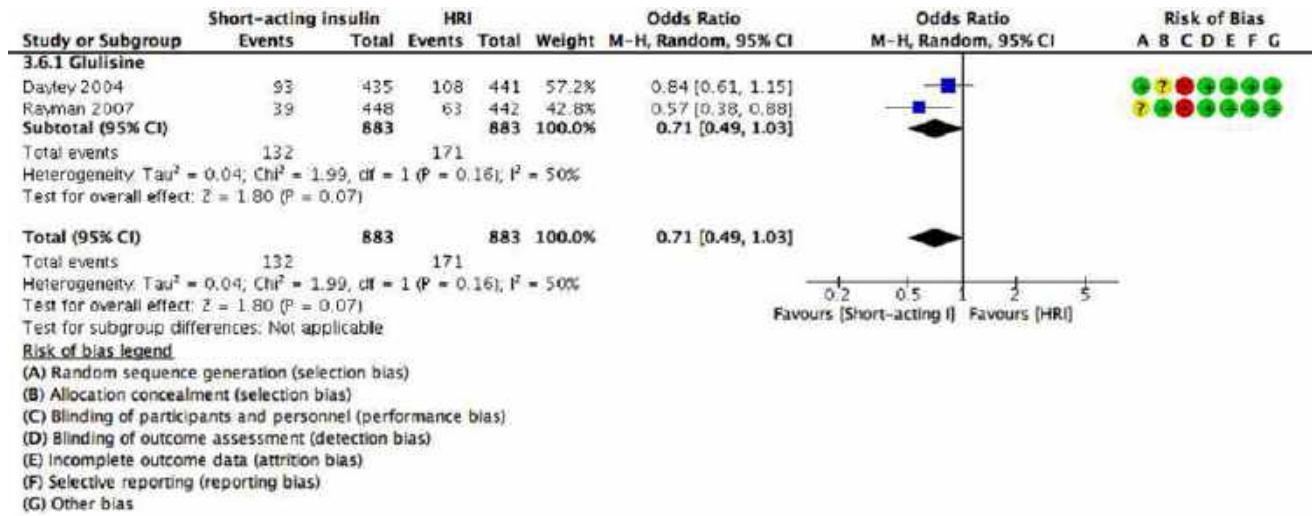 Short-acting insulin HRI Odds Ratio Odds Ratio Risk of Bias
Study or Subgroup Events Total Events Total Weight M-H, Random, 95% CI M-H, Random, 95% CI A B C D E F G
3.6.1 Glulisine
Dailey 2004 93 435 108 441 57.2% 0.84 [0.61, 1.15] + ? + + + + +
Rayman 2007 39 448 63 442 42.8% 0.57 [0.38, 0.88] ? + + + + + +
Subtotal (95% CI) 883 883 100.0% 0.71 [0.49, 1.03]
Total events 132 171
Heterogeneity: Tau² = 0.04; Chi² = 1.99, df = 1 (P = 0.16); I² = 50%
Test for overall effect: Z = 1.80 (P = 0.07)
Total (95% CI) 883 883 100.0% 0.71 [0.49, 1.03]
Total events 132 171
Heterogeneity: Tau² = 0.04; Chi² = 1.99, df = 1 (P = 0.16); I² = 50%
Test for overall effect: Z = 1.80 (P = 0.07)
Test for subgroup differences: Not applicable
0.2 0.5 1 2 5
Favours [Short-acting I] Favours [HRI]
Risk of bias legend
(A) Random sequence generation (selection bias)
(B) Allocation concealment (selection bias)
(C) Blinding of participants and personnel (performance bias)
(D) Blinding of outcome assessment (detection bias)
(E) Incomplete outcome data (attrition bias)
(F) Selective reporting (reporting bias)
(G) Other bias